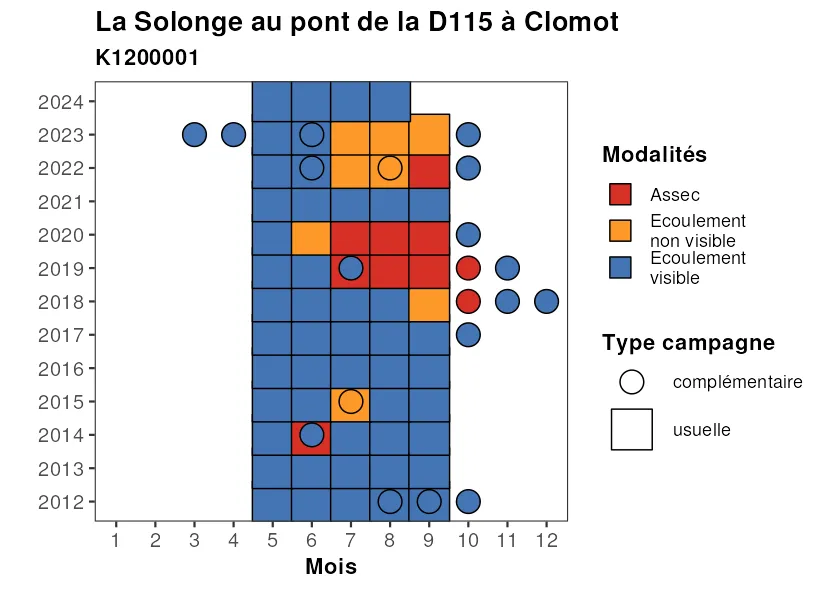 La Solonge au pont de la D115 à Clomot
K1200001
2024
2023
2022
2021
2020
2019
2018
2017
2016
2015
2014
2013
2012
1 2 3 4 5 6 7 8 9 10 11 12
Mois
Modalités
Assec
Ecoulement
non visible
Ecoulement
visible
Type campagne
complémentaire
usuelle